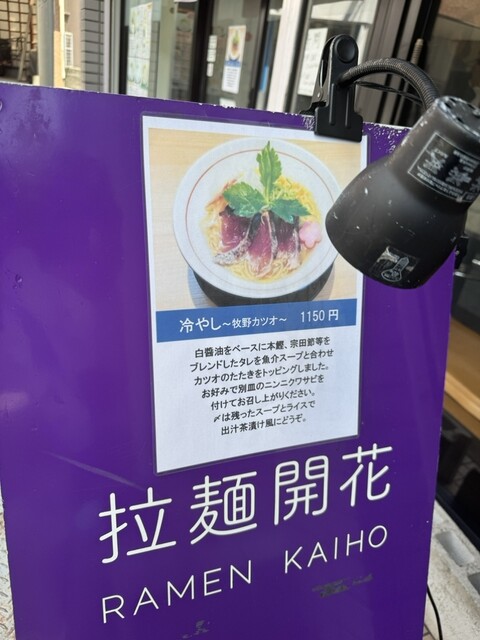 冷やし～牧野カツオ～ 1150円
白醤油をベースに本鰹、宗田節等を
ブレンドしたタレを魚介スープと合わせ
カツオのたたきをトッピングしました。
お好みで別皿のニンニクワサビを
付けてお召し上がりください。
〆は残ったスープとライスで
出汁茶漬け風にどうぞ。
拉麺開花
RAMEN KAIHO